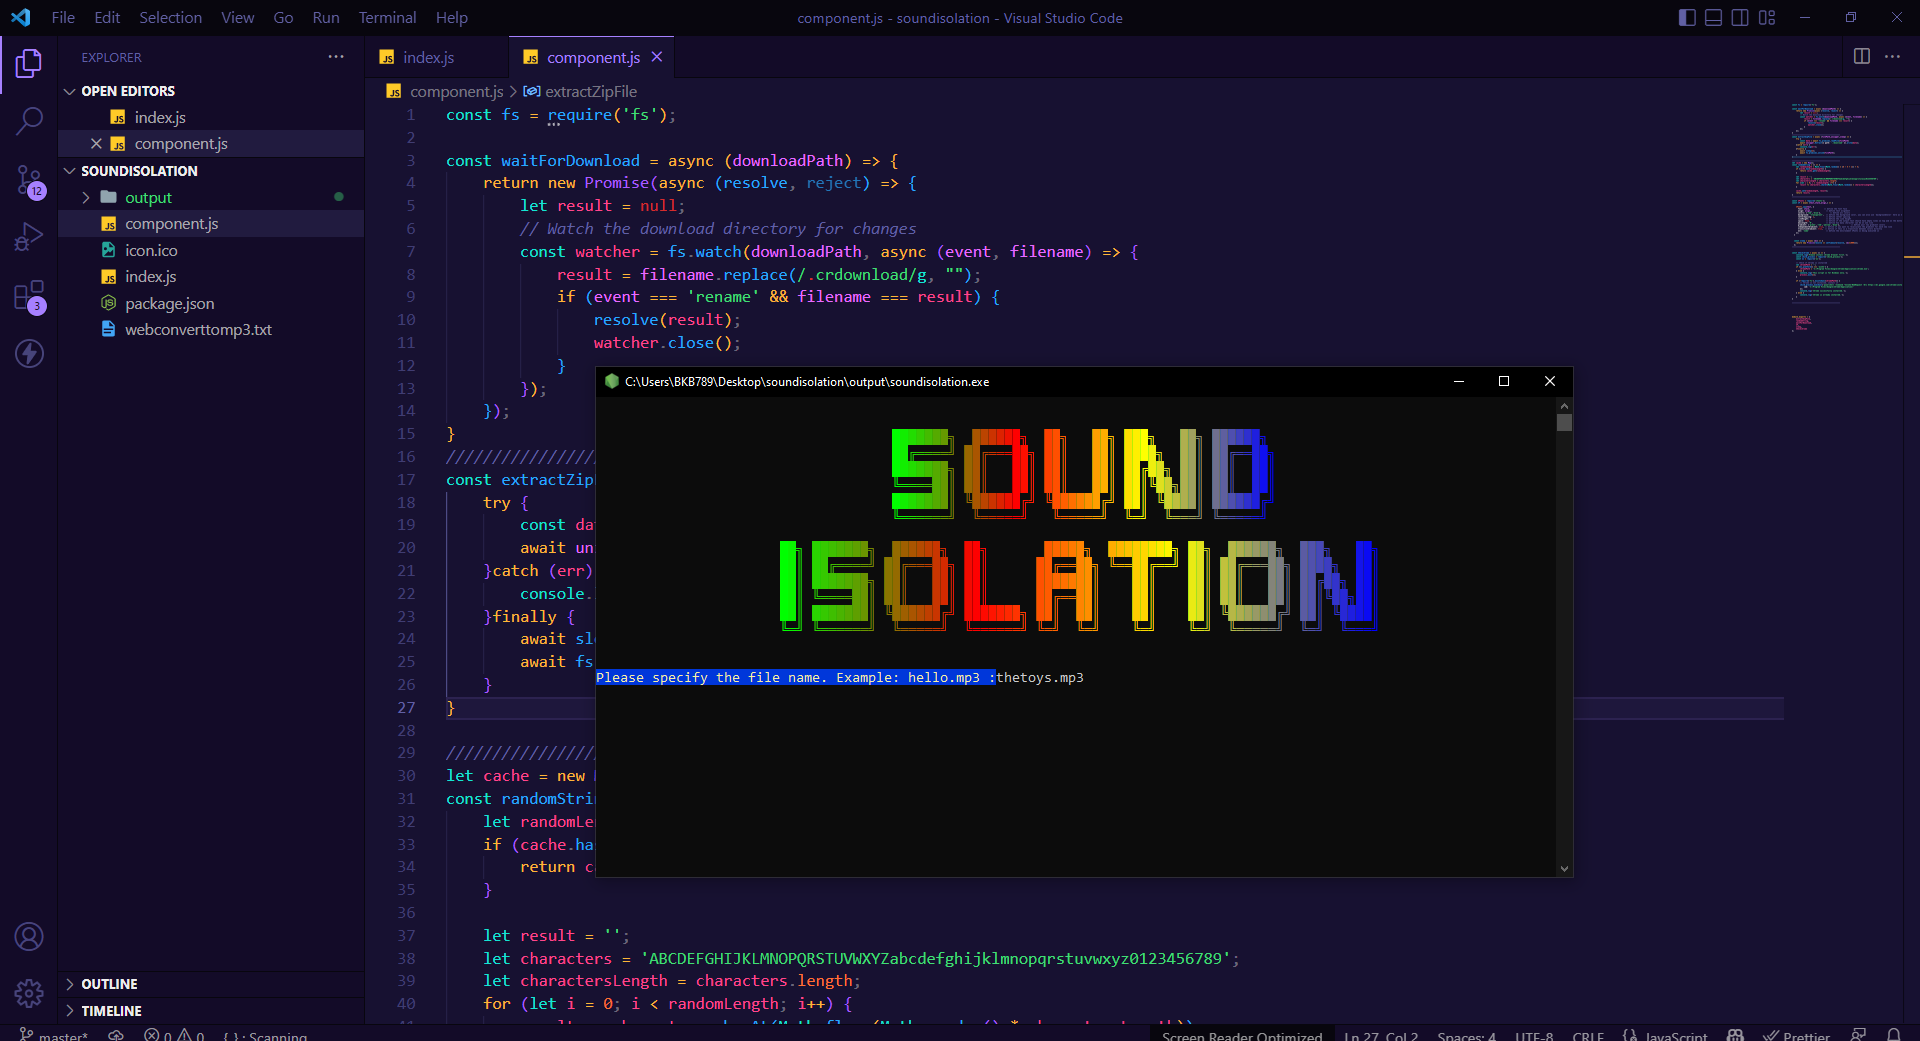 File Edit Selection View Go Run Terminal Help
component.js - soundisolation - Visual Studio Code
EXPLORER
OPEN EDITORS
index.js
component.js
SOUNDISOLATION
output
component.js
icon.ico
index.js
package.json
webconverttomp3.txt
12
3
OUTLINE
TIMELINE
index.js
component.js
component.js > extractZipFile
1 const fs = require('fs');
2
3 const waitForDownload = async (downloadPath) => {
4 return new Promise(async (resolve, reject) => {
5 let result = null;
6 // Watch the download directory for changes
7 const watcher = fs.watch(downloadPath, async (event, filename) => {
8 result = filename.replace(/.crdownload/g, "");
9 if (event === 'rename' && filename === result) {
10 resolve(result);
11 watcher.close();
12 }
13 });
14 });
15 }
16 /////////////////
17 const extractZip
18 try {
19 const da
20 await un
21 }catch (err)
22 console.
23 }finally {
24 await sl
25 await fs
26 }
27 }
28
29 /////////////////
30 let cache = new
31 const randomStri
32 let randomLe
33 if (cache.ha
34 return c
35 }
36
37 let result = '';
38 let characters = 'ABCDEFGHIJKLMNOPQRSTUVWXYZabcdefghijklmnopqrstuvwxyz0123456789';
39 let charactersLength = characters.length;
40 for (let i = 0; i < randomLength; i++) {
C:\Users\BKB789\Desktop\soundisolation\output\soundisolation.exe
SOUND
ISOLATION
Please specify the file name. Example: hello.mp3 :thetoys.mp3
master* 0 0 { } : Scanning
Screen Reader Optimized Ln 27, Col 2 Spaces: 4 UTF-8 CRLF JavaScript Prettier